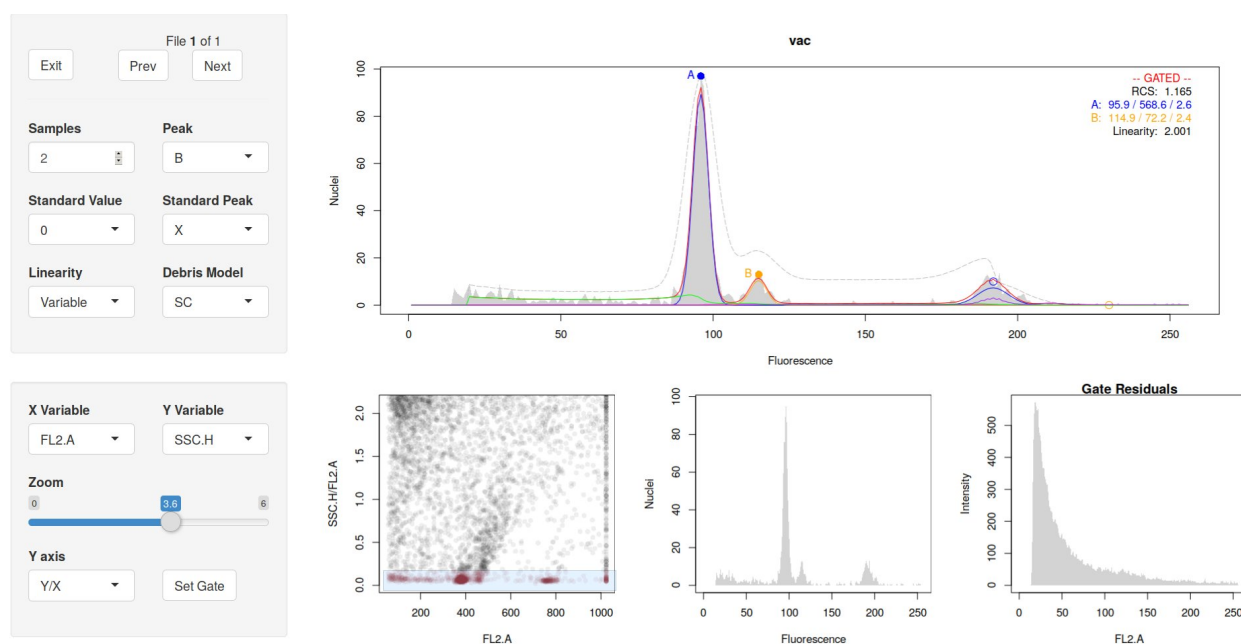 File 1 of 1
Exit
Prev
Next
Samples
Peak
2
B
Standard Value
Standard Peak
0
X
Linearity
Debris Model
Variable
SC
X Variable
Y Variable
FL2.A
SSC.H
Zoom
0
3.6
6
Y axis
Y/X
Set Gate
vac
Nuclei
0 20 40 60 80 100
A
B
-- GATED --
RCS: 1.165
A: 95.9 / 568.6 / 2.6
B: 114.9 / 72.2 / 2.4
Linearity: 2.001
0 50 100 150 200 250
Fluorescence
SSC.H/FL2.A
0.0 0.5 1.0 1.5 2.0
200 400 600 800 1000
FL2.A
Nuclei
0 20 40 60 80 100
0 50 100 150 200 250
Fluorescence
Gate Residuals
Intensity
0 100 200 300 400 500
0 50 100 150 200 250
FL2.A